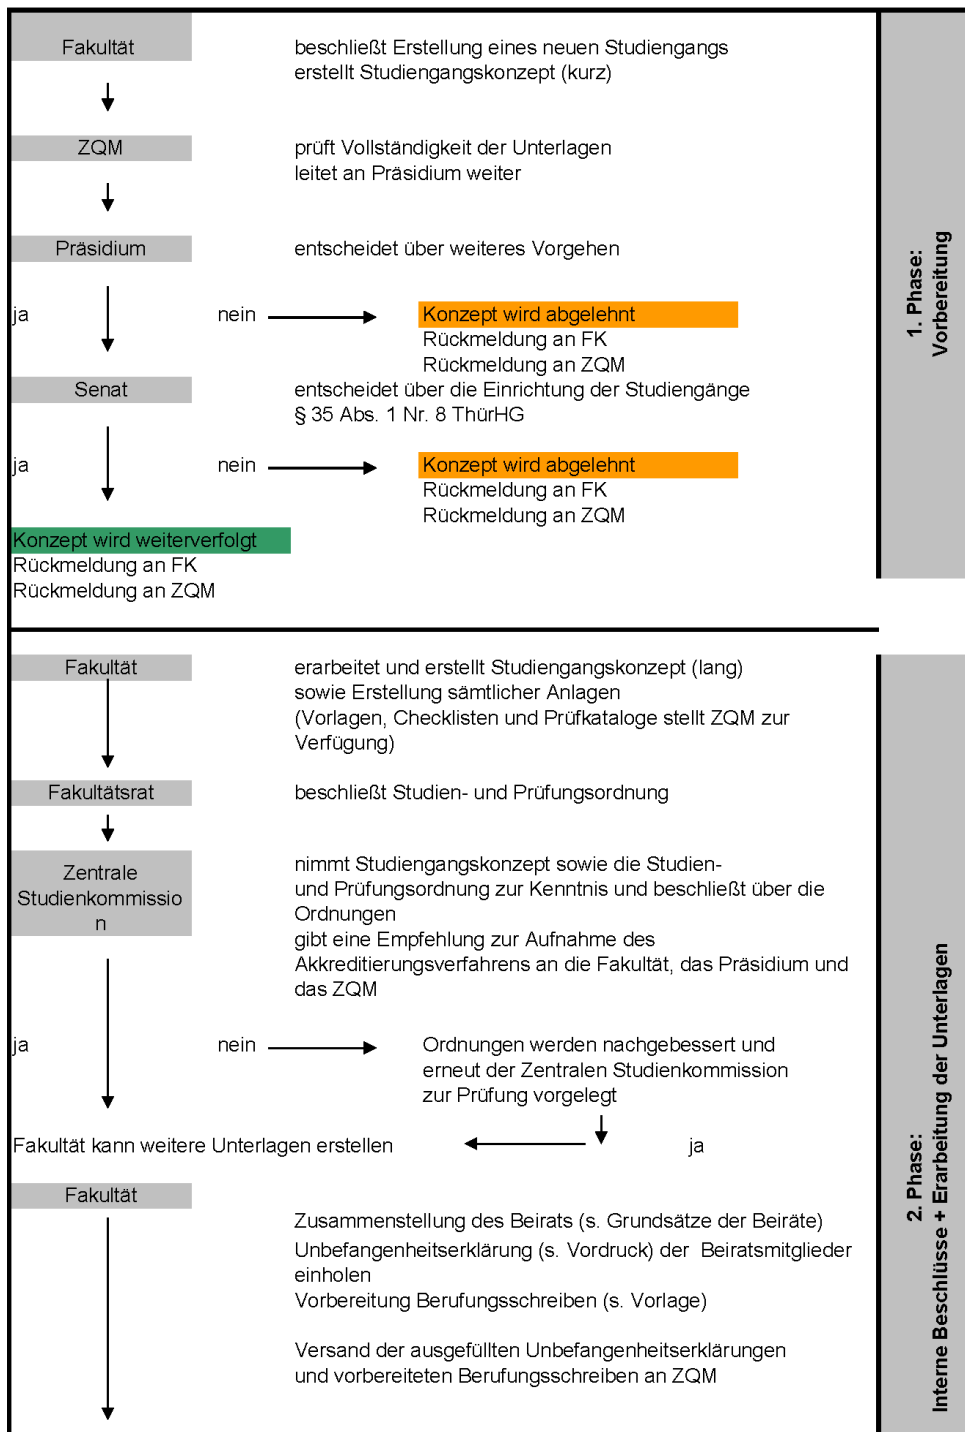 Fakultät
beschließt Erstellung eines neuen Studiengangs
erstellt Studiengangskonzept (kurz)
ZQM
prüft Vollständigkeit der Unterlagen
leitet an Präsidium weiter
Präsidium
entscheidet über weiteres Vorgehen
ja
nein
Konzept wird abgelehnt
Rückmeldung an FK
Rückmeldung an ZQM
Senat
entscheidet über die Einrichtung der Studiengänge
§ 35 Abs. 1 Nr. 8 ThürHG
ja
nein
Konzept wird abgelehnt
Rückmeldung an FK
Rückmeldung an ZQM
Konzept wird weiterverfolgt
Rückmeldung an FK
Rückmeldung an ZQM
1. Phase:
Vorbereitung
Fakultät
erarbeitet und erstellt Studiengangskonzept (lang)
sowie Erstellung sämtlicher Anlagen
(Vorlagen, Checklisten und Prüfkataloge stellt ZQM zur
Verfügung)
Fakultätsrat
beschließt Studien- und Prüfungsordnung
Zentrale
Studienkommissio
n
nimmt Studiengangskonzept sowie die Studien-
und Prüfungsordnung zur Kenntnis und beschließt über die
Ordnungen
gibt eine Empfehlung zur Aufnahme des
Akkreditierungsverfahrens an die Fakultät, das Präsidium und
das ZQM
ja
nein
Ordnungen werden nachgebessert und
erneut der Zentralen Studienkommission
zur Prüfung vorgelegt
Fakultät kann weitere Unterlagen erstellen
ja
Fakultät
Zusammenstellung des Beirats (s. Grundsätze der Beiräte)
Unbefangenheitserklärung (s. Vordruck) der Beiratsmitglieder
einholen
Vorbereitung Berufungsschreiben (s. Vorlage)
Versand der ausgefüllten Unbefangenheitserklärungen
und vorbereiteten Berufungsschreiben an ZQM
2. Phase:
Interne Beschlüsse + Erarbeitung der Unterlagen